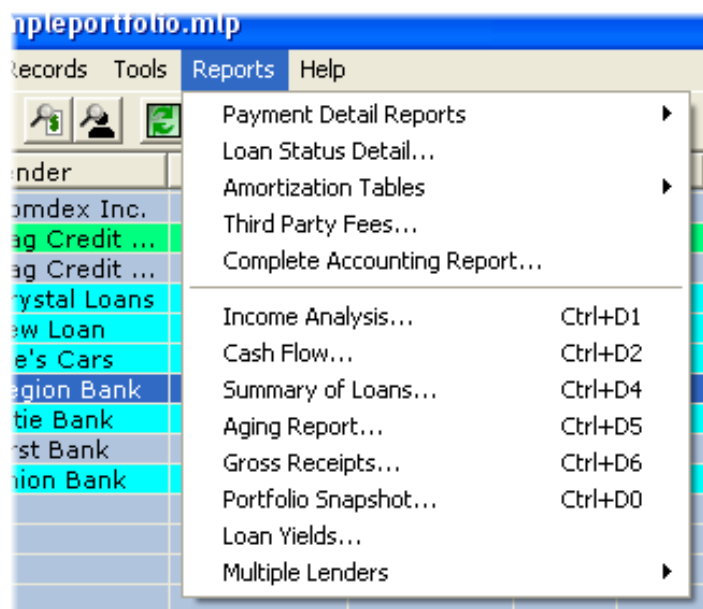 mpleportfolio.mlp
Records Tools Reports Help
Payment Detail Reports
Loan Status Detail...
Amortization Tables
Third Party Fees...
Complete Accounting Report...
Income Analysis... Ctrl+D1
Cash Flow... Ctrl+D2
Summary of Loans... Ctrl+D4
Aging Report... Ctrl+D5
Gross Receipts... Ctrl+D6
Portfolio Snapshot... Ctrl+D0
Loan Yields...
Multiple Lenders
ender
omdex Inc.
ag Credit ...
ag Credit ...
rystal Loans
ew Loan
e's Cars
egion Bank
tie Bank
rst Bank
nion Bank